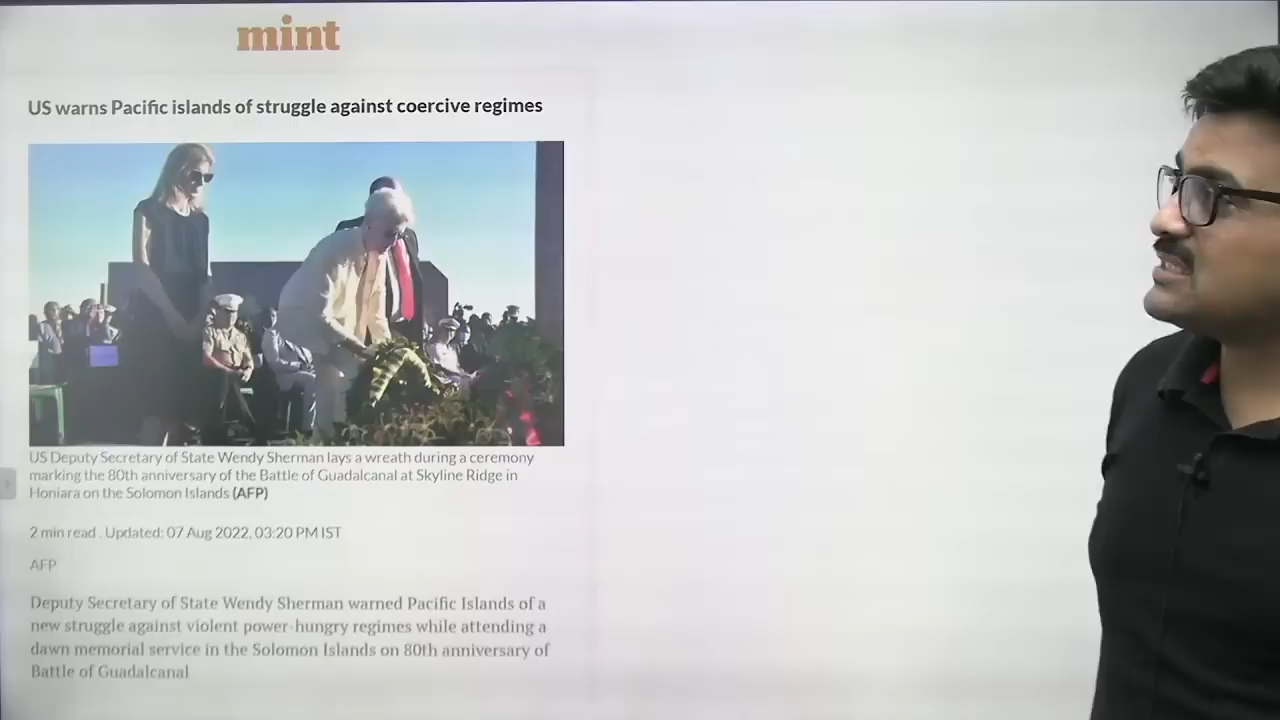 mint
US warns Pacific islands of struggle against coercive regimes
US Deputy Secretary of State Wendy Sherman lays a wreath during a ceremony
marking the 80th anniversary of the Battle of Guadalcanal at Skyline Ridge in
Honiara on the Solomon Islands (AFP)
2 min read . Updated: 07 Aug 2022, 03:20 PM IST
AFP
Deputy Secretary of State Wendy Sherman warned Pacific Islands of a
new struggle against violent power-hungry regimes while attending a
dawn memorial service in the Solomon Islands on 80th anniversary of
Battle of Guadalcanal